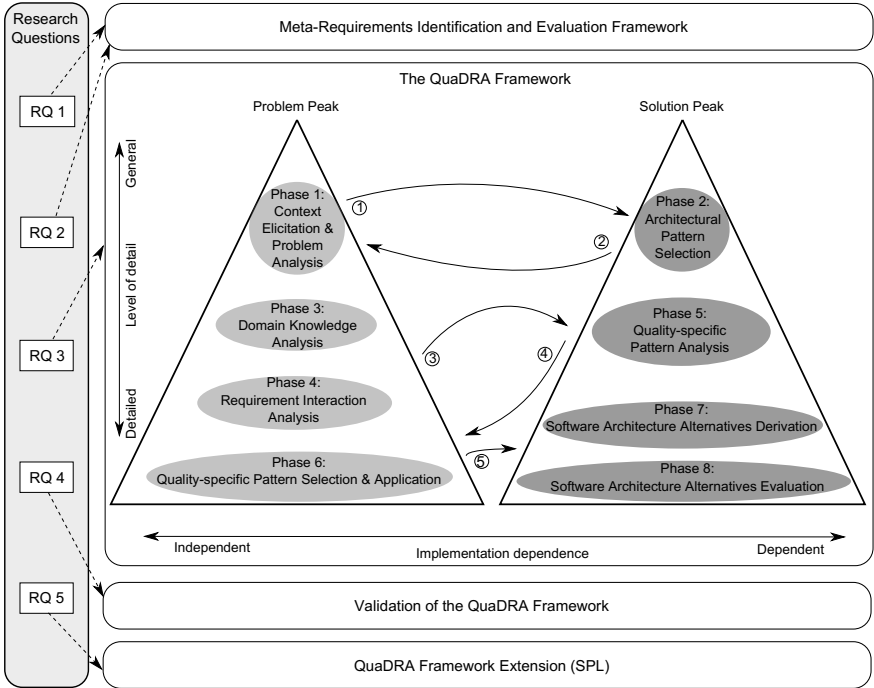 Research
Questions
RQ 1
RQ 2
RQ 3
RQ 4
RQ 5
Meta-Requirements Identification and Evaluation Framework
The QuaDRA Framework
Problem Peak
Solution Peak
General
Level of detail
Detailed
Phase 1:
Context
Elicitation &
Problem
Analysis
Phase 3:
Domain Knowledge
Analysis
Phase 4:
Requirement Interaction
Analysis
Phase 6:
Quality-specific Pattern Selection & Application
1
2
3
4
5
Phase 2:
Architectural
Pattern
Selection
Phase 5:
Quality-specific
Pattern Analysis
Phase 7:
Software Architecture Alternatives Derivation
Phase 8:
Software Architecture Alternatives Evaluation
Independent
Implementation dependence
Dependent
Validation of the QuaDRA Framework
QuaDRA Framework Extension (SPL)